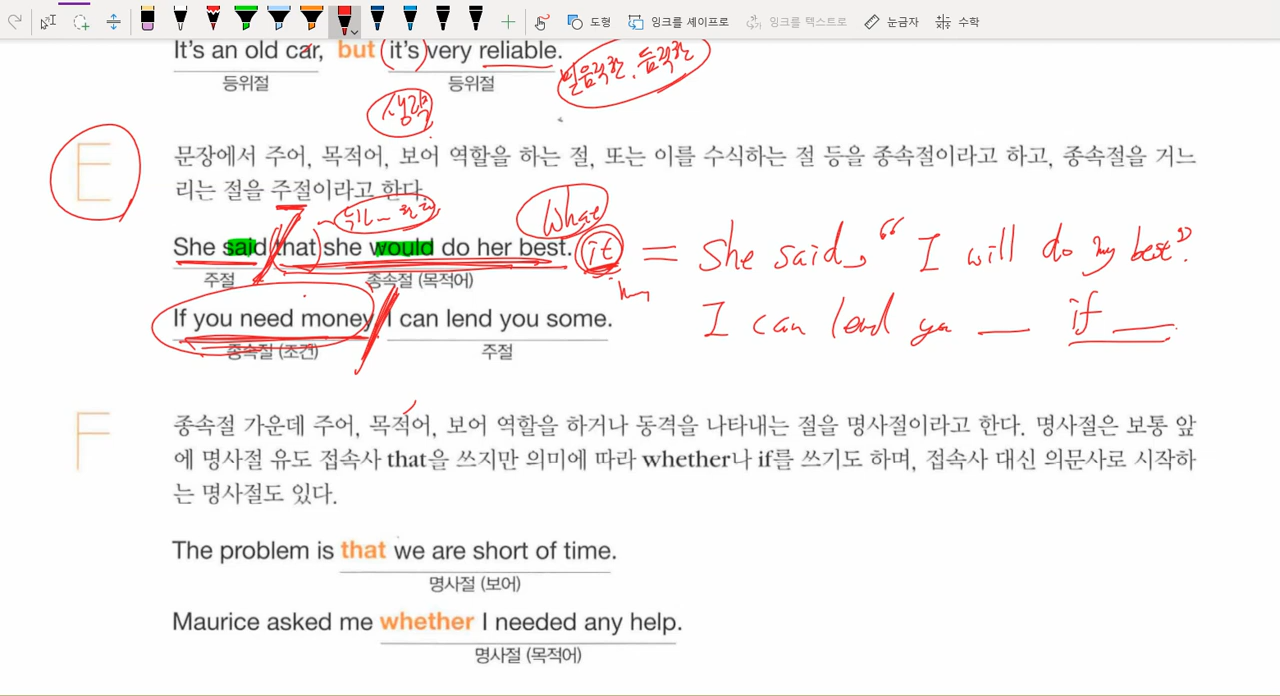 도형 잉크를 셰이프로 잉크를 텍스트로 눈금자 수학
It's an old car, but it's very reliable.
등위절 등위절
믿음직한, 듬직한
생략
E
문장에서 주어, 목적어, 보어 역할을 하는 절, 또는 이를 수식하는 절 등을 종속절이라고 하고, 종속절을 거느
리는 절을 주절이라고 한다.
What
She said that she would do her best. it = She said, "I will do my best".
주절 종속절 (목적어)
If you need money I can lend you some. I can lend you if
종속절 (조건) 주절
F
종속절 가운데 주어, 목적어, 보어 역할을 하거나 동격을 나타내는 절을 명사절이라고 한다. 명사절은 보통 앞
에 명사절 유도 접속사 that을 쓰지만 의미에 따라 whether나 if를 쓰기도 하며, 접속사 대신 의문사로 시작하
는 명사절도 있다.
The problem is that we are short of time.
명사절 (보어)
Maurice asked me whether I needed any help.
명사절 (목적어)